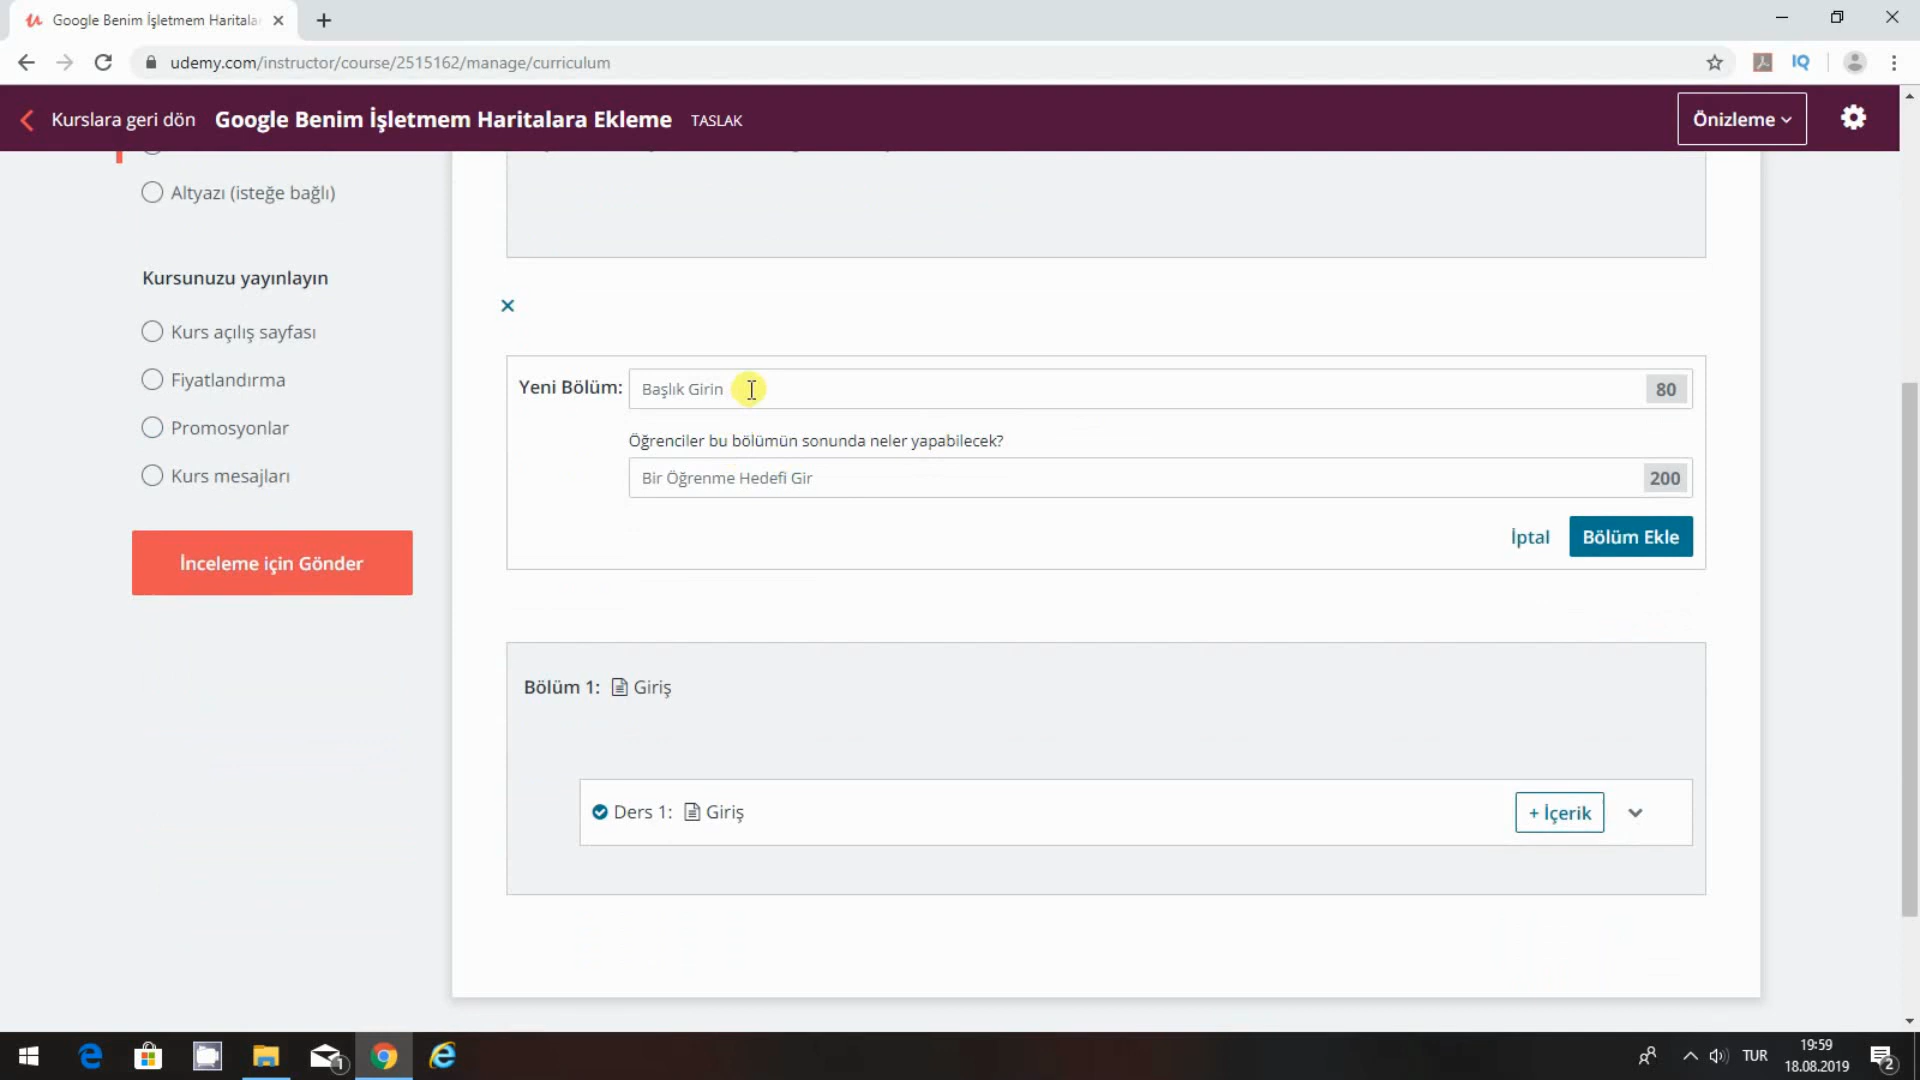 Google Benim İşletmem Haritala
udemy.com/instructor/course/2515162/manage/curriculum
IQ
Kurslara geri dön
Google Benim İşletmem Haritalara Ekleme
TASLAK
Önizleme
Altyazı (isteğe bağlı)
Kursunuzu yayınlayın
Kurs açılış sayfası
Fiyatlandırma
Promosyonlar
Kurs mesajları
İnceleme için Gönder
Yeni Bölüm:
Başlık Girin
80
Öğrenciler bu bölümün sonunda neler yapabilecek?
Bir Öğrenme Hedefi Gir
200
İptal
Bölüm Ekle
Bölüm 1:
Giriş
Ders 1:
Giriş
+ İçerik
1
TUR
19:59
18.08.2019
2